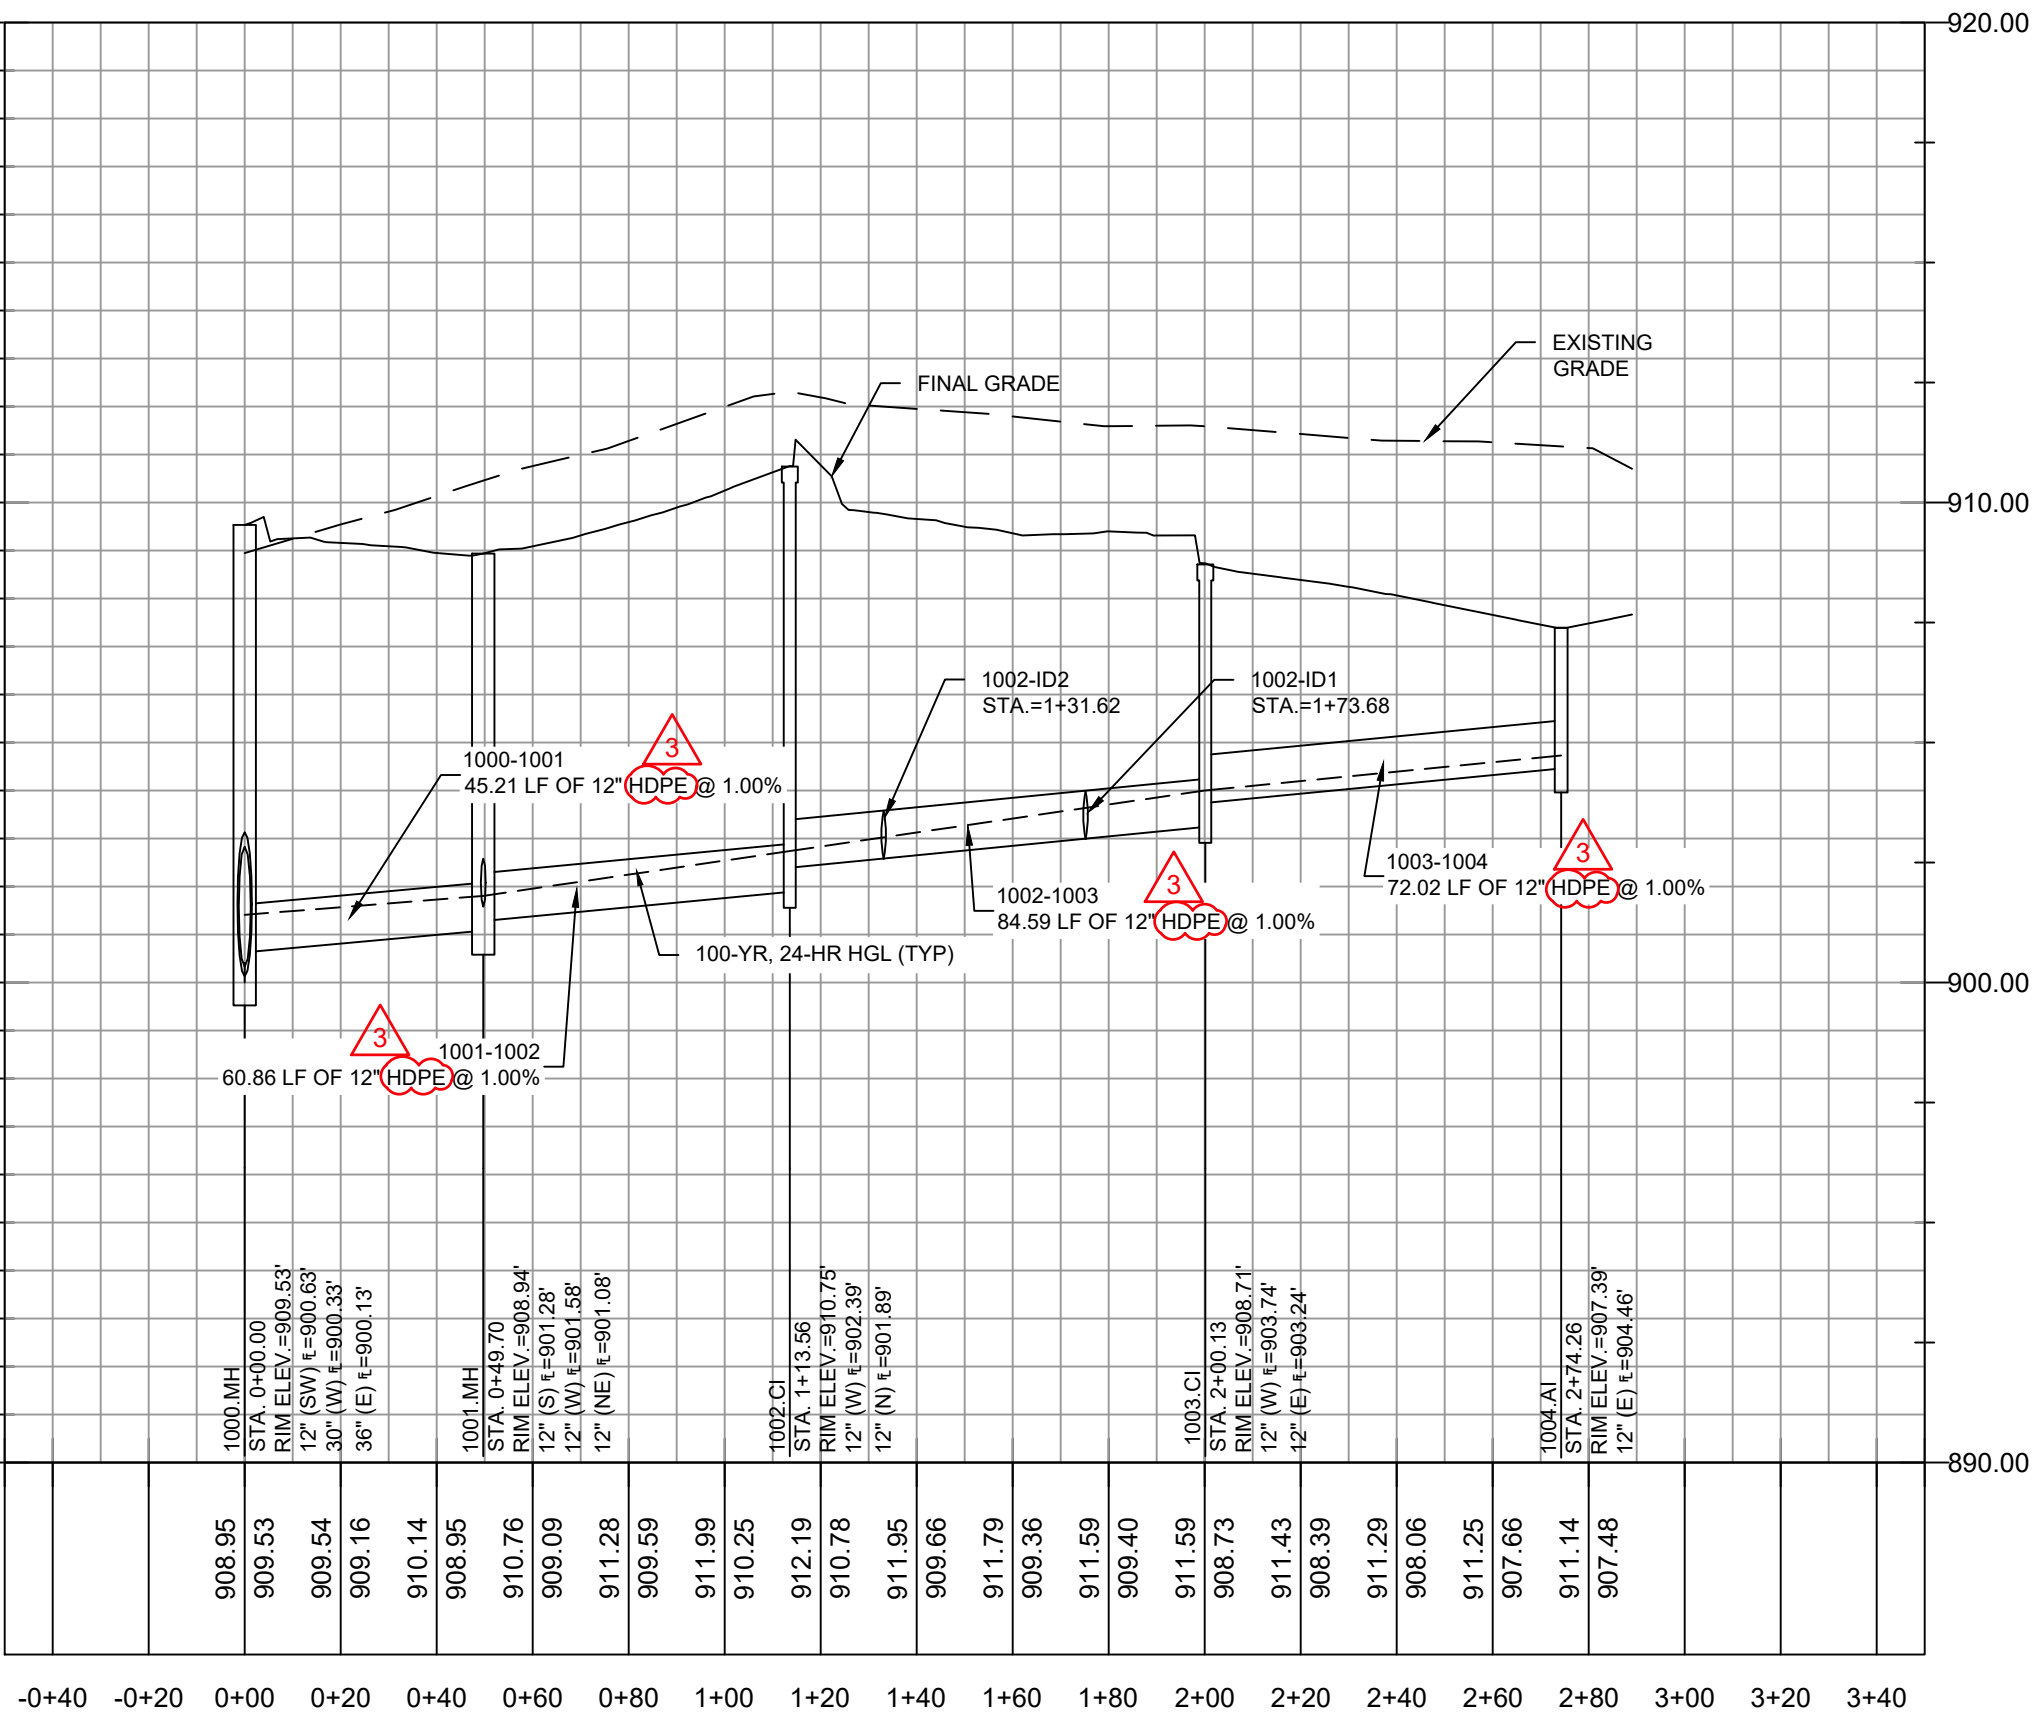 920.00
EXISTING
GRADE
FINAL GRADE
910.00
1002-ID2
STA.=1+31.62
1002-ID1
STA.=1+73.68
3
1000-1001
45.21 LF OF 12" HDPE @ 1.00%
3
1003-1004
72.02 LF OF 12" HDPE @ 1.00%
3
1002-1003
84.59 LF OF 12" HDPE @ 1.00%
100-YR, 24-HR HGL (TYP)
900.00
3
1001-1002
60.86 LF OF 12" HDPE @ 1.00%
1000.MH
STA. 0+00.00
RIM ELEV.=909.53'
12" (SW) ℄=900.63'
30" (W) ℄=900.33'
36" (E) ℄=900.13'
1001.MH
STA. 0+49.70
RIM ELEV.=908.94'
12" (S) ℄=901.28'
12" (W) ℄=901.58'
12" (NE) ℄=901.08'
1002.CI
STA. 1+13.56
RIM ELEV.=910.75'
12" (W) ℄=902.39'
12" (N) ℄=901.89'
1003.CI
STA. 2+00.13
RIM ELEV.=908.71'
12" (W) ℄=903.74'
12" (E) ℄=903.24'
1004.AI
STA. 2+74.26
RIM ELEV.=907.39'
12" (E) ℄=904.46'
890.00
908.95
909.53
909.54
909.16
910.14
908.95
910.76
909.09
911.28
909.59
911.99
910.25
912.19
910.78
911.95
909.66
911.79
909.36
911.59
909.40
911.59
908.73
911.43
908.39
911.29
908.06
911.25
907.66
911.14
907.48
-0+40 -0+20 0+00 0+20 0+40 0+60 0+80 1+00 1+20 1+40 1+60 1+80 2+00 2+20 2+40 2+60 2+80 3+00 3+20 3+40